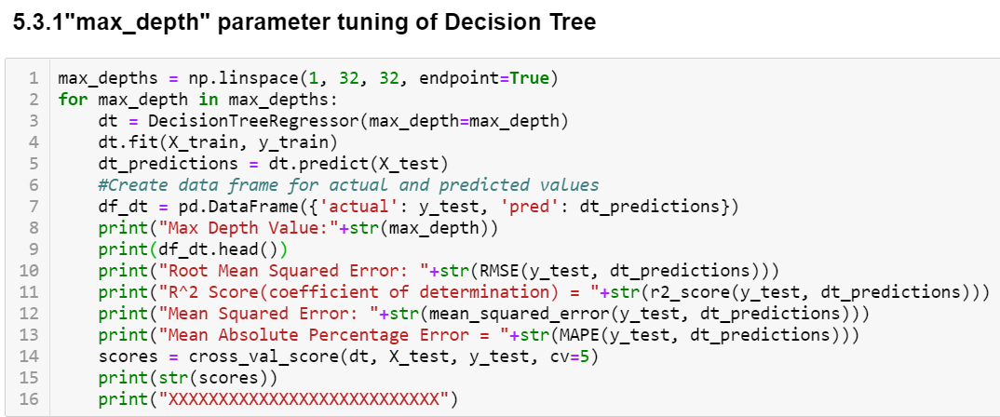 5.3.1"max_depth" parameter tuning of Decision Tree
1 max_depths = np.linspace(1, 32, 32, endpoint=True)
2 for max_depth in max_depths:
3     dt = DecisionTreeRegressor(max_depth=max_depth)
4     dt.fit(X_train, y_train)
5     dt_predictions = dt.predict(X_test)
6     #Create data frame for actual and predicted values
7     df_dt = pd.DataFrame({'actual': y_test, 'pred': dt_predictions})
8     print("Max Depth Value:"+str(max_depth))
9     print(df_dt.head())
10     print("Root Mean Squared Error: "+str(RMSE(y_test, dt_predictions)))
11     print("R^2 Score(coefficient of determination) = "+str(r2_score(y_test, dt_predictions)))
12     print("Mean Squared Error: "+str(mean_squared_error(y_test, dt_predictions)))
13     print("Mean Absolute Percentage Error = "+str(MAPE(y_test, dt_predictions)))
14     scores = cross_val_score(dt, X_test, y_test, cv=5)
15     print(str(scores))
16     print("XXXXXXXXXXXXXXXXXXXXXXXXXXX")